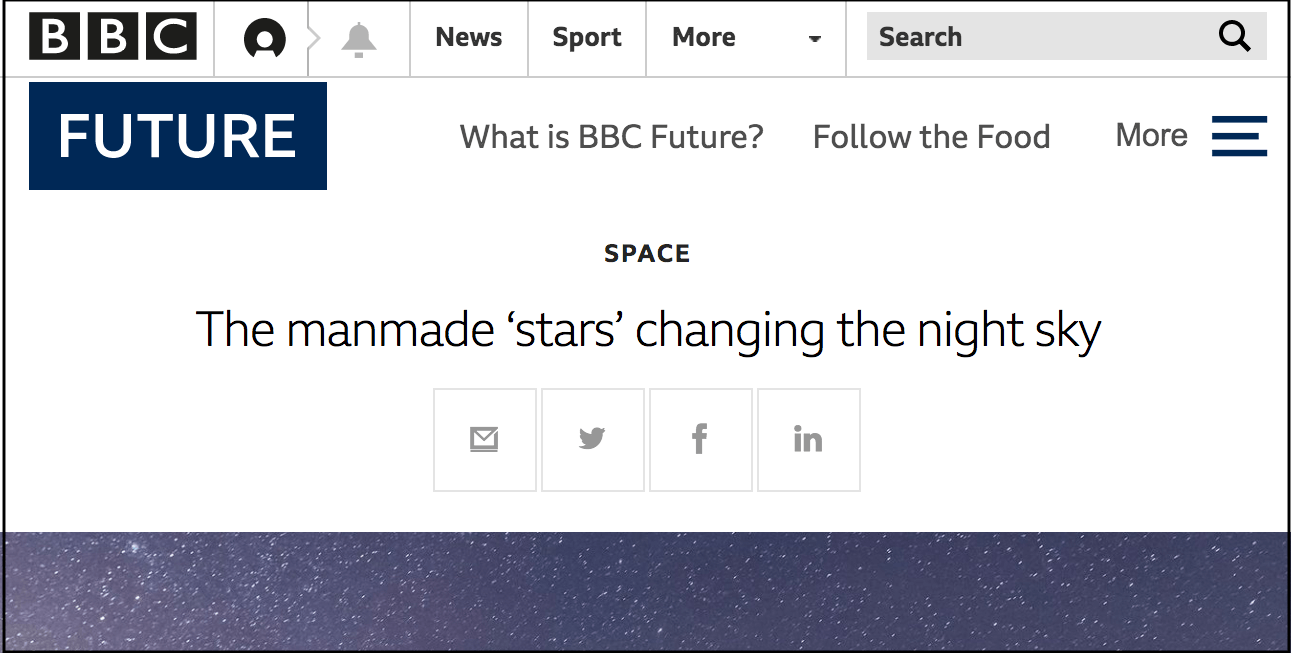 BBC News Sport More Search
FUTURE What is BBC Future? Follow the Food More
SPACE
The manmade ‘stars’ changing the night sky